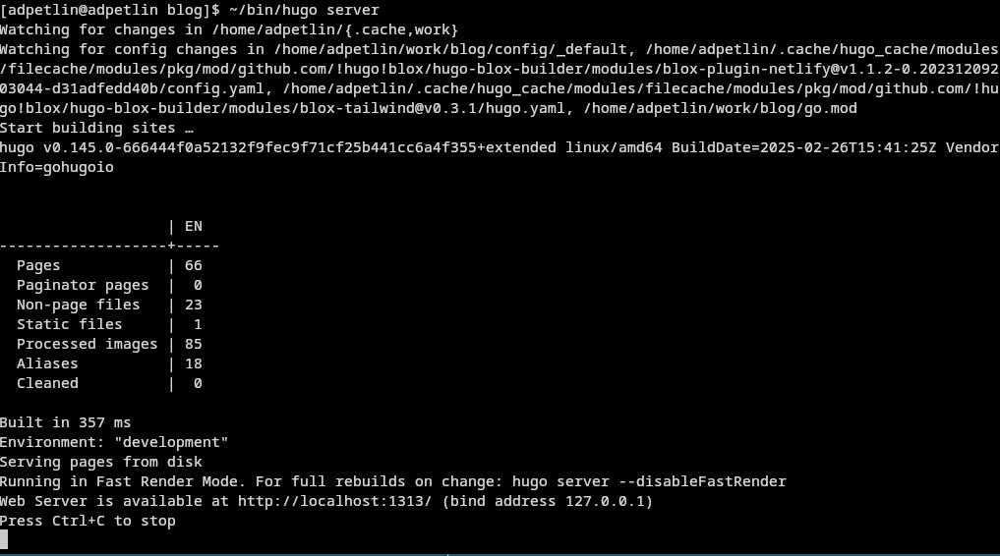 [adpetlin@adpetlin blog]$ ~/bin/hugo server
Watching for changes in /home/adpetlin/{.cache,work}
Watching for config changes in /home/adpetlin/work/blog/config/_default, /home/adpetlin/.cache/hugo_cache/modules
/filecache/modules/pkg/mod/github.com/!hugo!blox/hugo-blox-builder/modules/blox-plugin-netlify@v1.1.2-0.202312092
03044-d31adfedd40b/config.yaml, /home/adpetlin/.cache/hugo_cache/modules/filecache/modules/pkg/mod/github.com/!hu
go!blox/hugo-blox-builder/modules/blox-tailwind@v0.3.1/hugo.yaml, /home/adpetlin/work/blog/go.mod
Start building sites …
hugo v0.145.0-666444f0a52132f9fec9f71cf25b441cc6a4f355+extended linux/amd64 BuildDate=2025-02-26T15:41:25Z Vendor
Info=gohugoio
                   | EN
-------------------+-----
  Pages            | 66
  Paginator pages  |  0
  Non-page files   | 23
  Static files     |  1
  Processed images | 85
  Aliases          | 18
  Cleaned          |  0
Built in 357 ms
Environment: "development"
Serving pages from disk
Running in Fast Render Mode. For full rebuilds on change: hugo server --disableFastRender
Web Server is available at http://localhost:1313/ (bind address 127.0.0.1)
Press Ctrl+C to stop